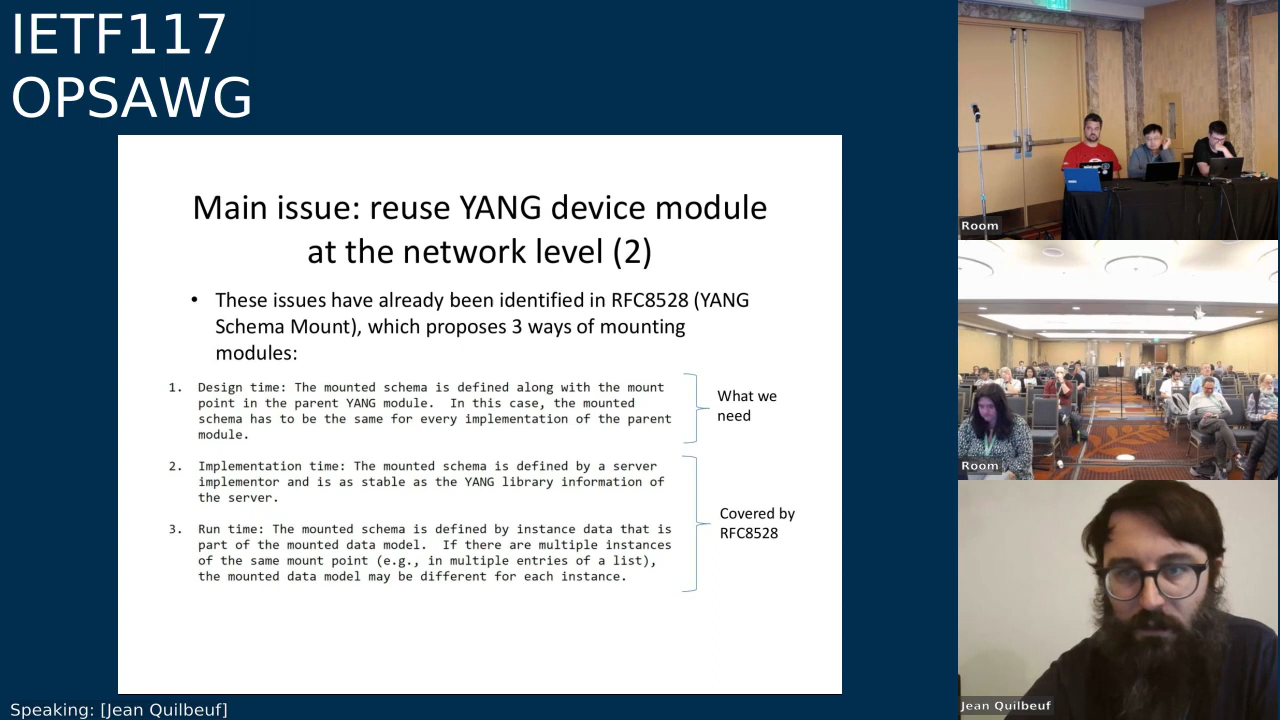 IETF117
OPSAWG
Main issue: reuse YANG device module
at the network level (2)
• These issues have already been identified in RFC8528 (YANG
Schema Mount), which proposes 3 ways of mounting
modules:
1. Design time: The mounted schema is defined along with the mount
point in the parent YANG module. In this case, the mounted
schema has to be the same for every implementation of the parent
module.
What we
need
2. Implementation time: The mounted schema is defined by a server
implementor and is as stable as the YANG library information of
the server.
3. Run time: The mounted schema is defined by instance data that is
part of the mounted data model. If there are multiple instances
of the same mount point (e.g., in multiple entries of a list),
the mounted data model may be different for each instance.
Covered by
RFC8528
Room
Room
Jean Quilbeuf
Speaking: [Jean Quilbeuf]